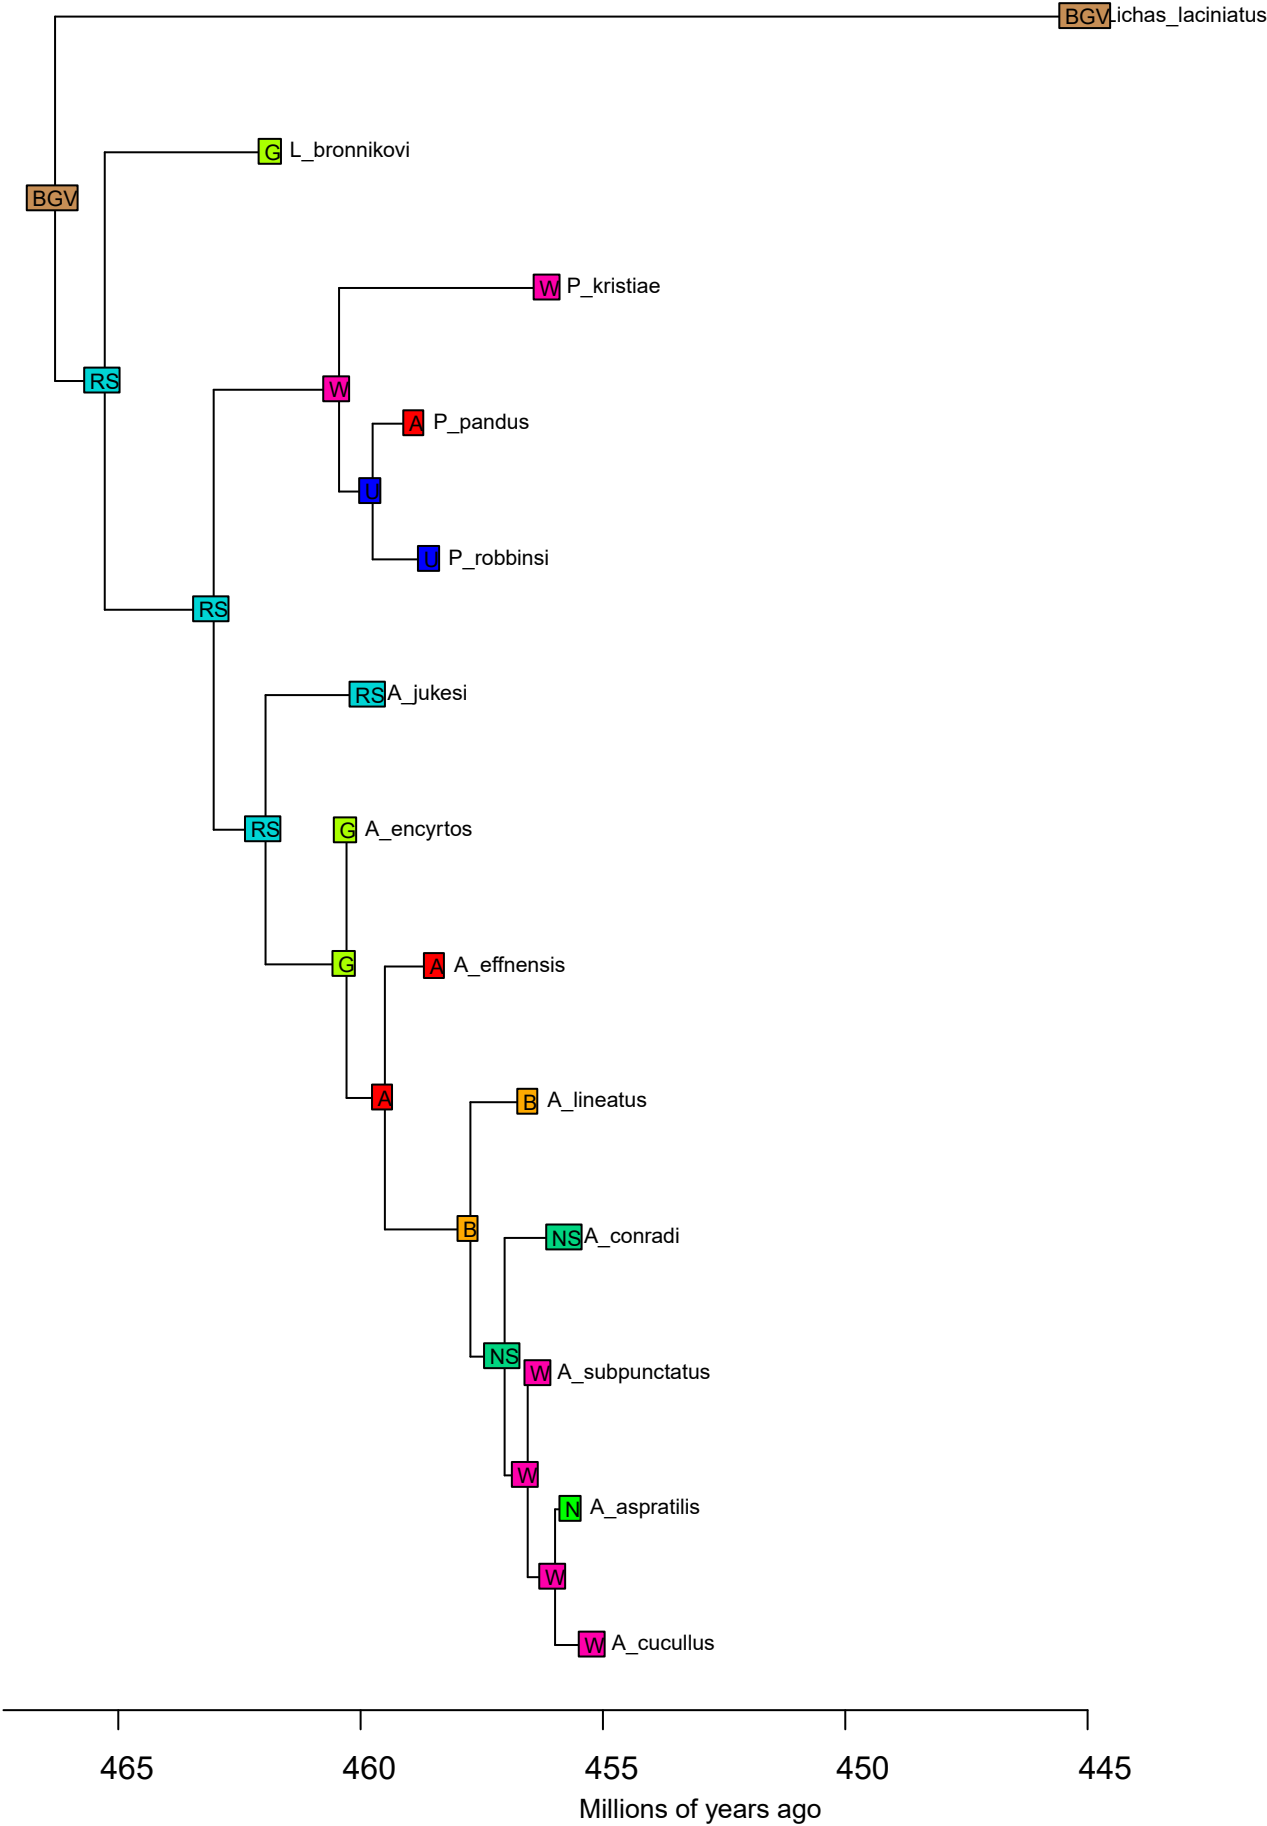 BGV Lichas_laciniatus
G L_bronnikovi
BGV
W P_kristiae
RS
W
A P_pandus
U
U P_robbinsi
RS
RS A_jukesi
RS
G A_encyrtos
G
A A_effnensis
A
B A_lineatus
B
NS A_conradi
NS
W A_subpunctatus
W
N A_aspratilis
W
W A_cucullus
465 460 455 450 445
Millions of years ago